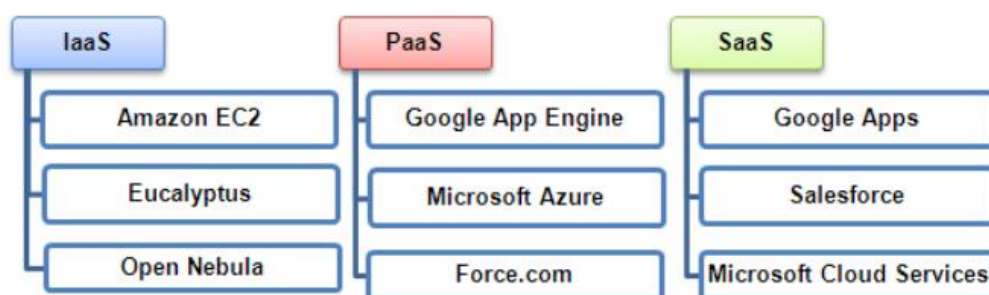 IaaS
Amazon EC2
Eucalyptus
Open Nebula
PaaS
Google App Engine
Microsoft Azure
Force.com
SaaS
Google Apps
Salesforce
Microsoft Cloud Services